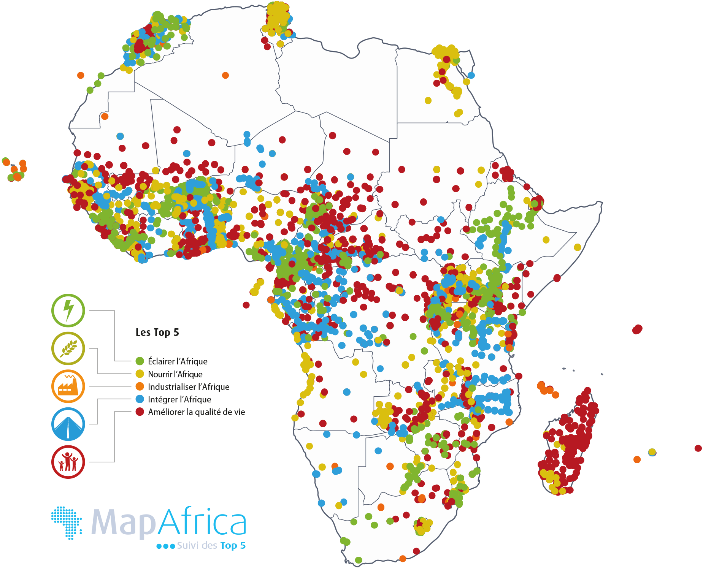 Les Top 5
Éclairer l'Afrique
Nourrir l'Afrique
Industrialiser l'Afrique
Intégrer l'Afrique
Améliorer la qualité de vie
MapAfrica
Suivi des Top 5